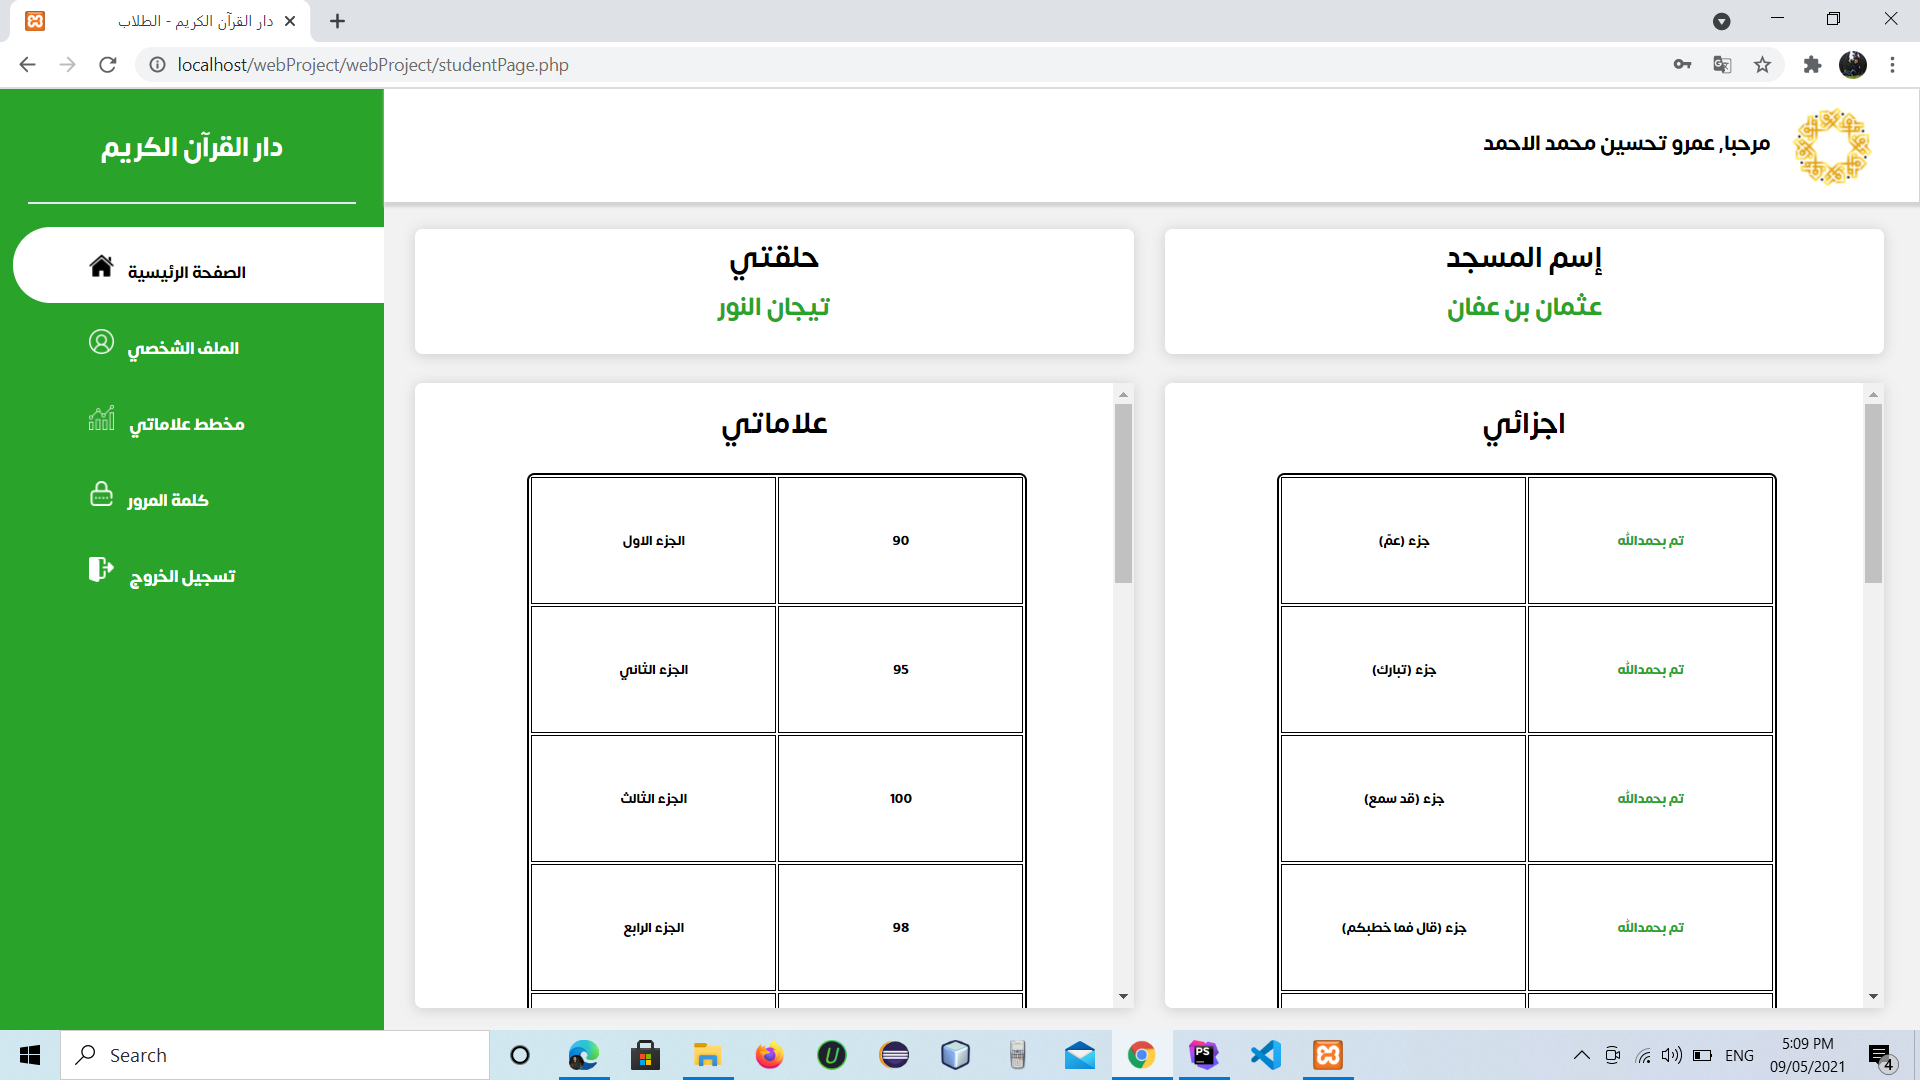 دار القرآن الكريم - الطلاب
localhost/webProject/webProject/studentPage.php
دار القرآن الكريم
مرحبا, عمرو تحسين محمد الاحمد
الصفحة الرئيسية
الملف الشخصي
مخطط علاماتي
كلمة المرور
تسجيل الخروج
إسم المسجد
عثمان بن عفان
حلقتي
تيجان النور
اجزائي
تم بحمدالله جزء (عمّ)
تم بحمدالله جزء (تبارك)
تم بحمدالله جزء (قد سمع)
تم بحمدالله جزء (قال فما خطبكم)
علاماتي
90 الجزء الاول
95 الجزء الثاني
100 الجزء الثالث
98 الجزء الرابع
Search
PS
ENG
5:09 PM
09/05/2021
4